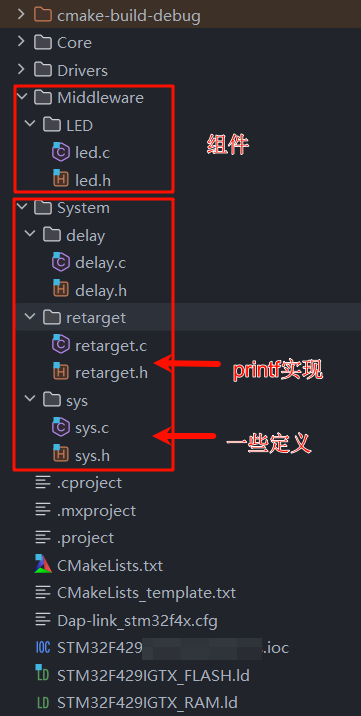 cmake-build-debug
Core
Drivers
Middleware
LED
组件
led.c
led.h
System
delay
delay.c
delay.h
retarget
retarget.c
printf实现
retarget.h
sys
sys.c
一些定义
sys.h
.cproject
.mxproject
.project
CMakeLists.txt
CMakeLists_template.txt
Dap-link_stm32f4x.cfg
IOC STM32F429 .ioc
LD STM32F429IGTX_FLASH.ld
LD STM32F429IGTX_RAM.ld